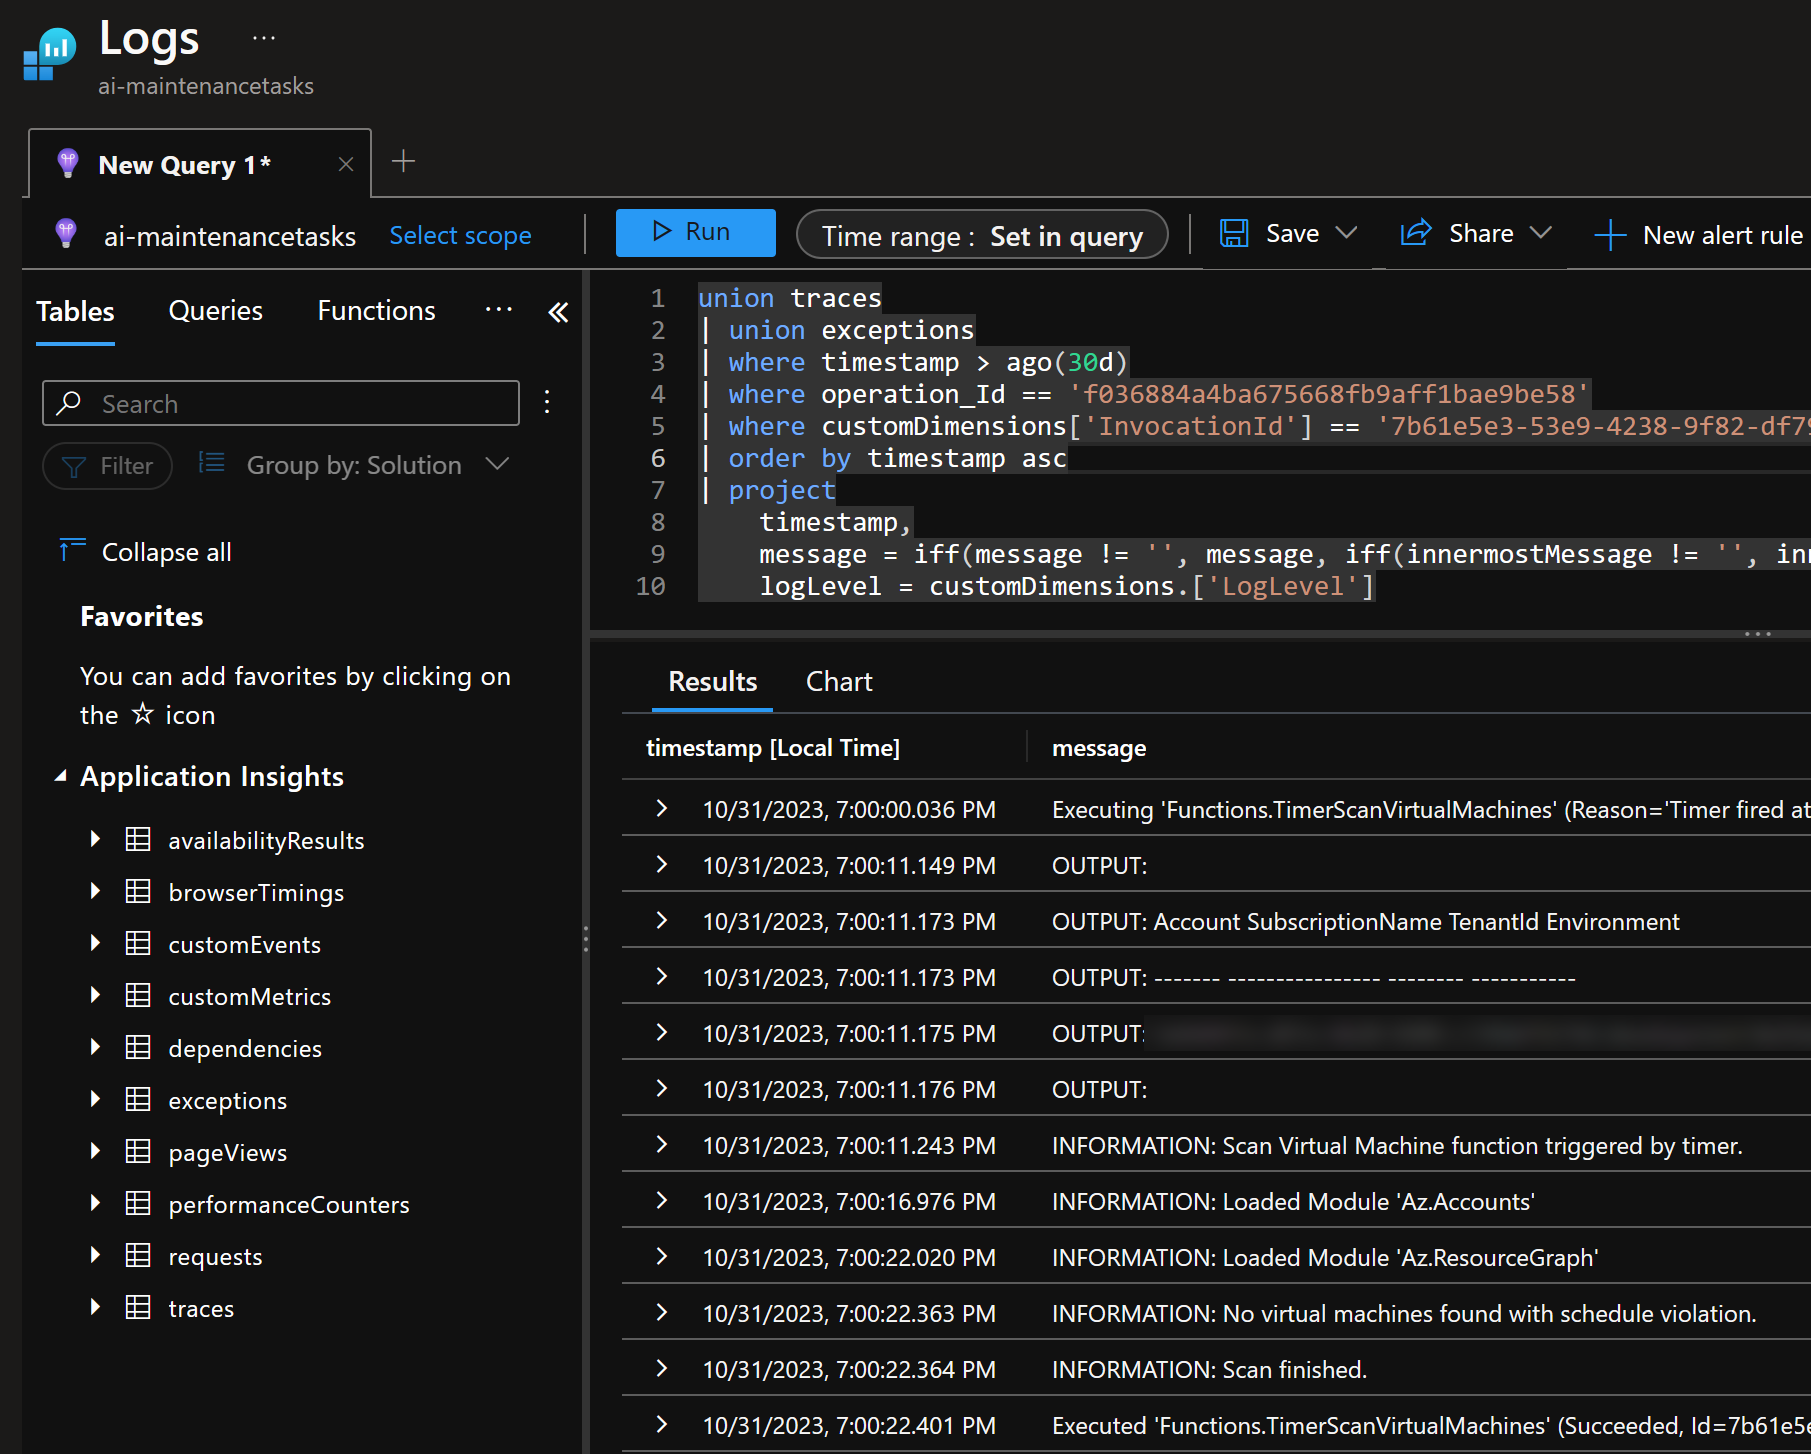 Logs ...
ai-maintenancetasks
New Query 1*
ai-maintenancetasks Select scope Run Time range : Set in query Save Share New alert rule
Tables Queries Functions ...
Search
Filter Group by: Solution
Collapse all
Favorites
You can add favorites by clicking on
the ☆ icon
Application Insights
availabilityResults
browserTimings
customEvents
customMetrics
dependencies
exceptions
pageViews
performanceCounters
requests
traces
1 union traces
2 | union exceptions
3 | where timestamp > ago(30d)
4 | where operation_Id == 'f036884a4ba675668fb9aff1bae9be58'
5 | where customDimensions['InvocationId'] == '7b61e5e3-53e9-4238-9f82-df79
6 | order by timestamp asc
7 | project
8 timestamp,
9 message = iff(message != '', message, iff(innermostMessage != '', inn
10 logLevel = customDimensions.['LogLevel']
Results Chart
timestamp [Local Time] message
10/31/2023, 7:00:00.036 PM Executing 'Functions.TimerScanVirtualMachines' (Reason='Timer fired at
10/31/2023, 7:00:11.149 PM OUTPUT:
10/31/2023, 7:00:11.173 PM OUTPUT: Account SubscriptionName TenantId Environment
10/31/2023, 7:00:11.173 PM OUTPUT: ------- ---------------- -------- -----------
10/31/2023, 7:00:11.175 PM OUTPUT:
10/31/2023, 7:00:11.176 PM OUTPUT:
10/31/2023, 7:00:11.243 PM INFORMATION: Scan Virtual Machine function triggered by timer.
10/31/2023, 7:00:16.976 PM INFORMATION: Loaded Module 'Az.Accounts'
10/31/2023, 7:00:22.020 PM INFORMATION: Loaded Module 'Az.ResourceGraph'
10/31/2023, 7:00:22.363 PM INFORMATION: No virtual machines found with schedule violation.
10/31/2023, 7:00:22.364 PM INFORMATION: Scan finished.
10/31/2023, 7:00:22.401 PM Executed 'Functions.TimerScanVirtualMachines' (Succeeded, Id=7b61e5e